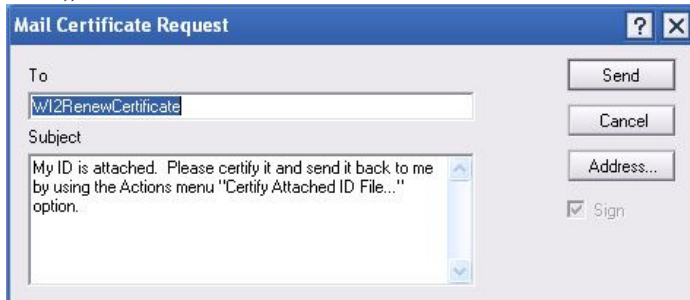 Mail Certificate Request
To
Send
WI2RenewCertificate
Cancel
Subject
My ID is attached. Please certify it and send it back to me
by using the Actions menu "Certify Attached ID File..."
option.
Address...
Sign